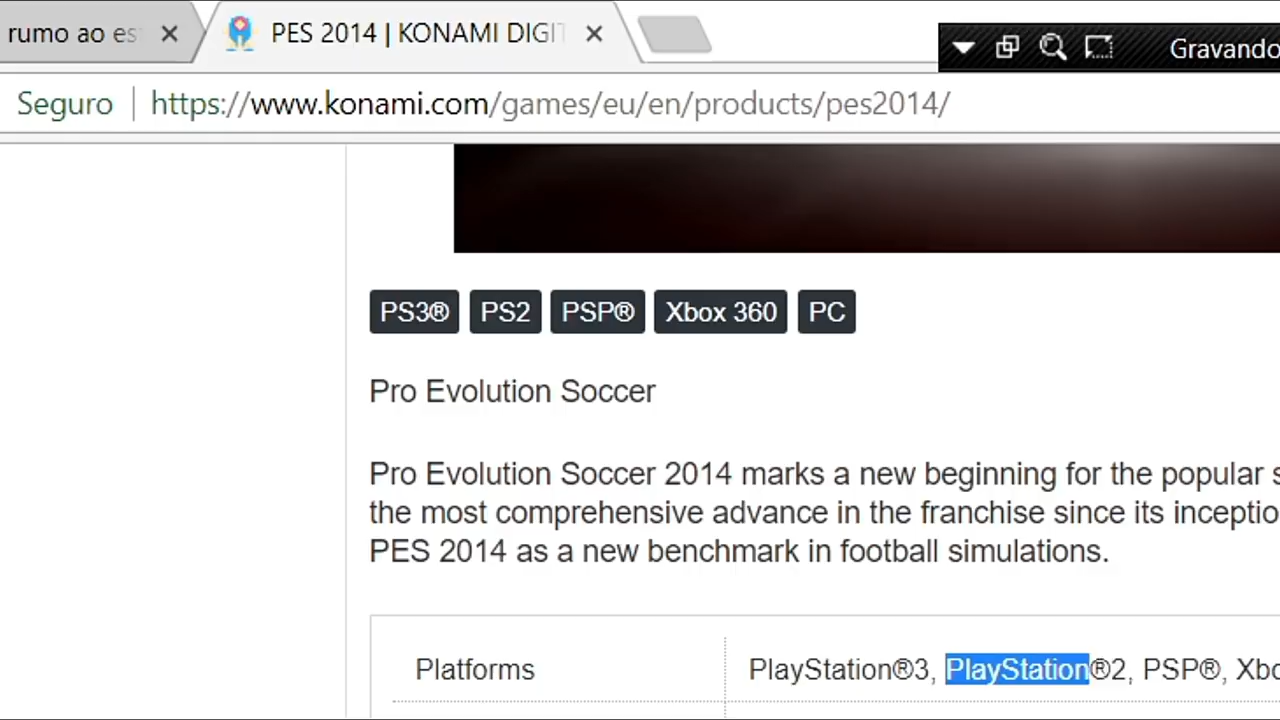 rumo ao es
PES 2014 | KONAMI DIGIT
Gravando
Seguro
https://www.konami.com/games/eu/en/products/pes2014/
PS3® PS2 PSP® Xbox 360 PC
Pro Evolution Soccer
Pro Evolution Soccer 2014 marks a new beginning for the popular s
the most comprehensive advance in the franchise since its inceptio
PES 2014 as a new benchmark in football simulations.
Platforms
PlayStation®3, PlayStation®2, PSP®, Xbo